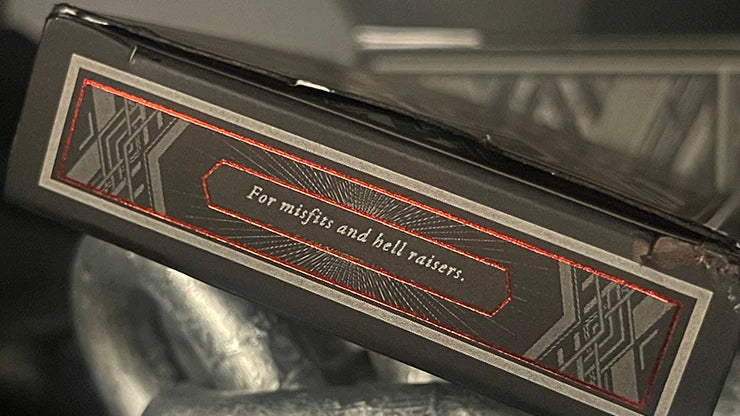 For misfits and hell raisers.